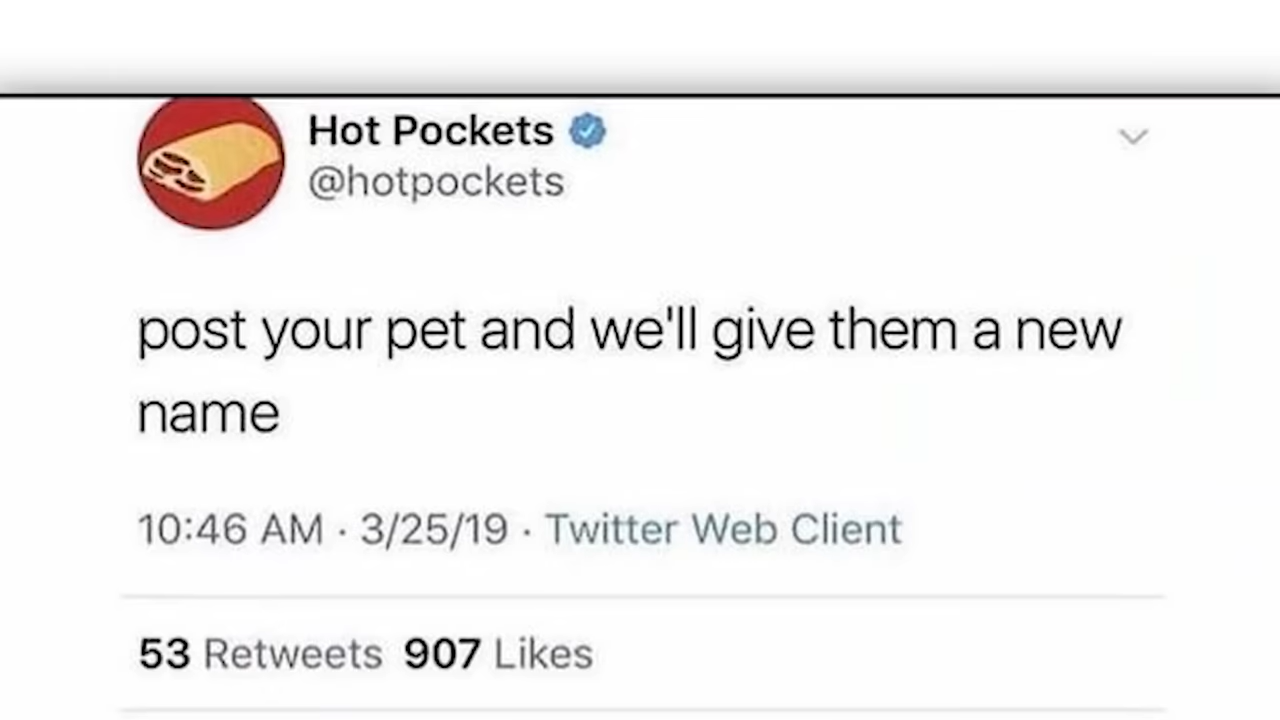 Hot Pockets
@hotpockets
post your pet and we'll give them a new
name
10:46 AM · 3/25/19 · Twitter Web Client
53 Retweets 907 Likes